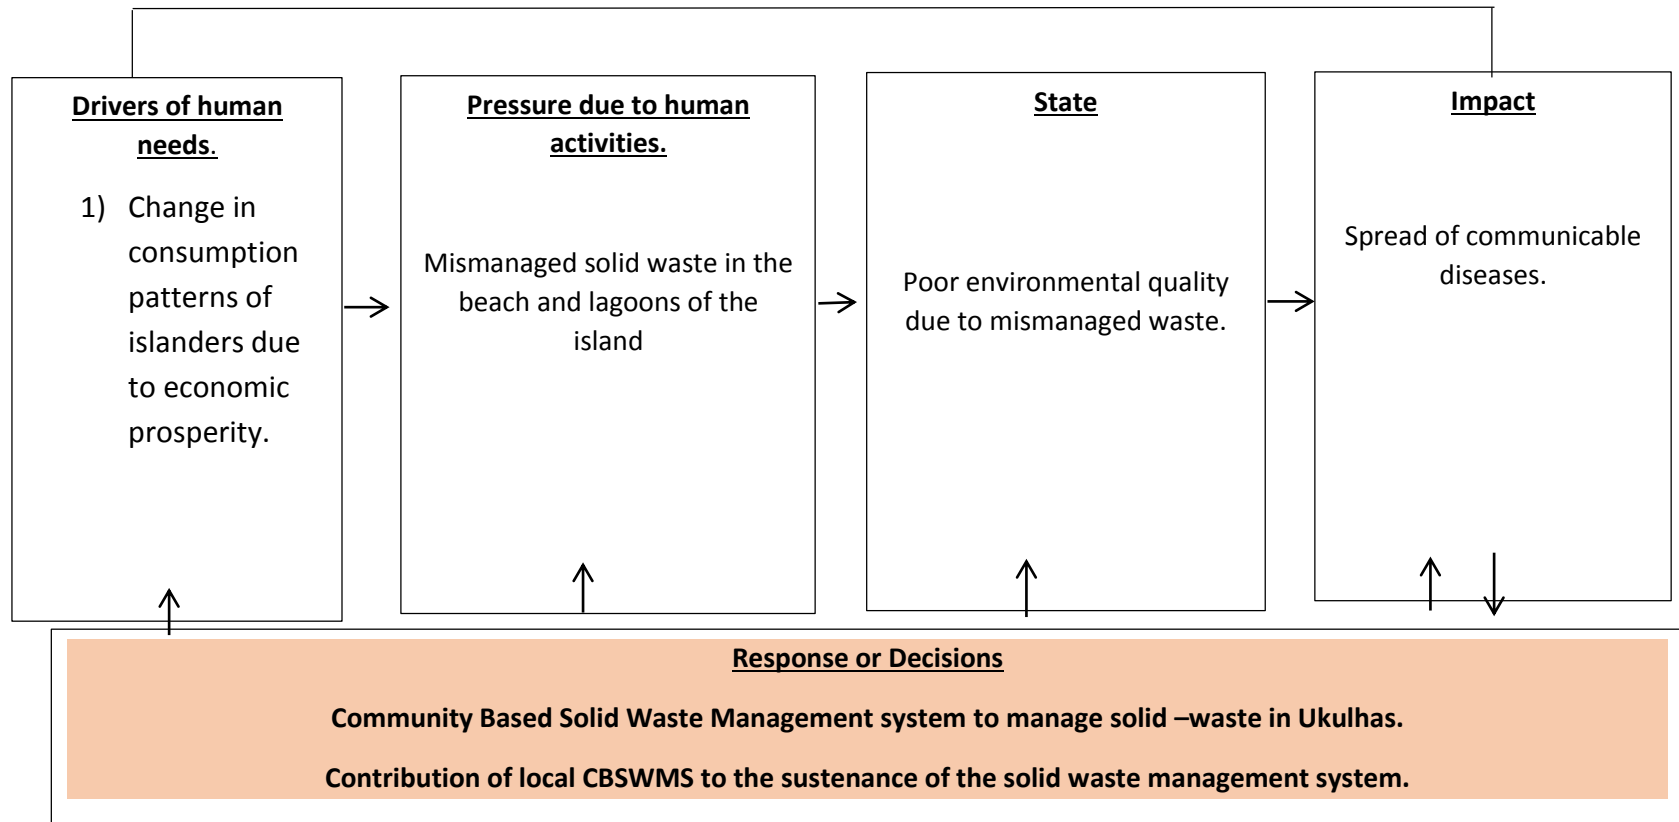 Drivers of human
needs.
1) Change in
consumption
patterns of
islanders due
to economic
prosperity.
Pressure due to human
activities.
Mismanaged solid waste in the
beach and lagoons of the
island
State
Poor environmental quality
due to mismanaged waste.
Impact
Spread of communicable
diseases.
Response or Decisions
Community Based Solid Waste Management system to manage solid –waste in Ukulhas.
Contribution of local CBSWMS to the sustenance of the solid waste management system.